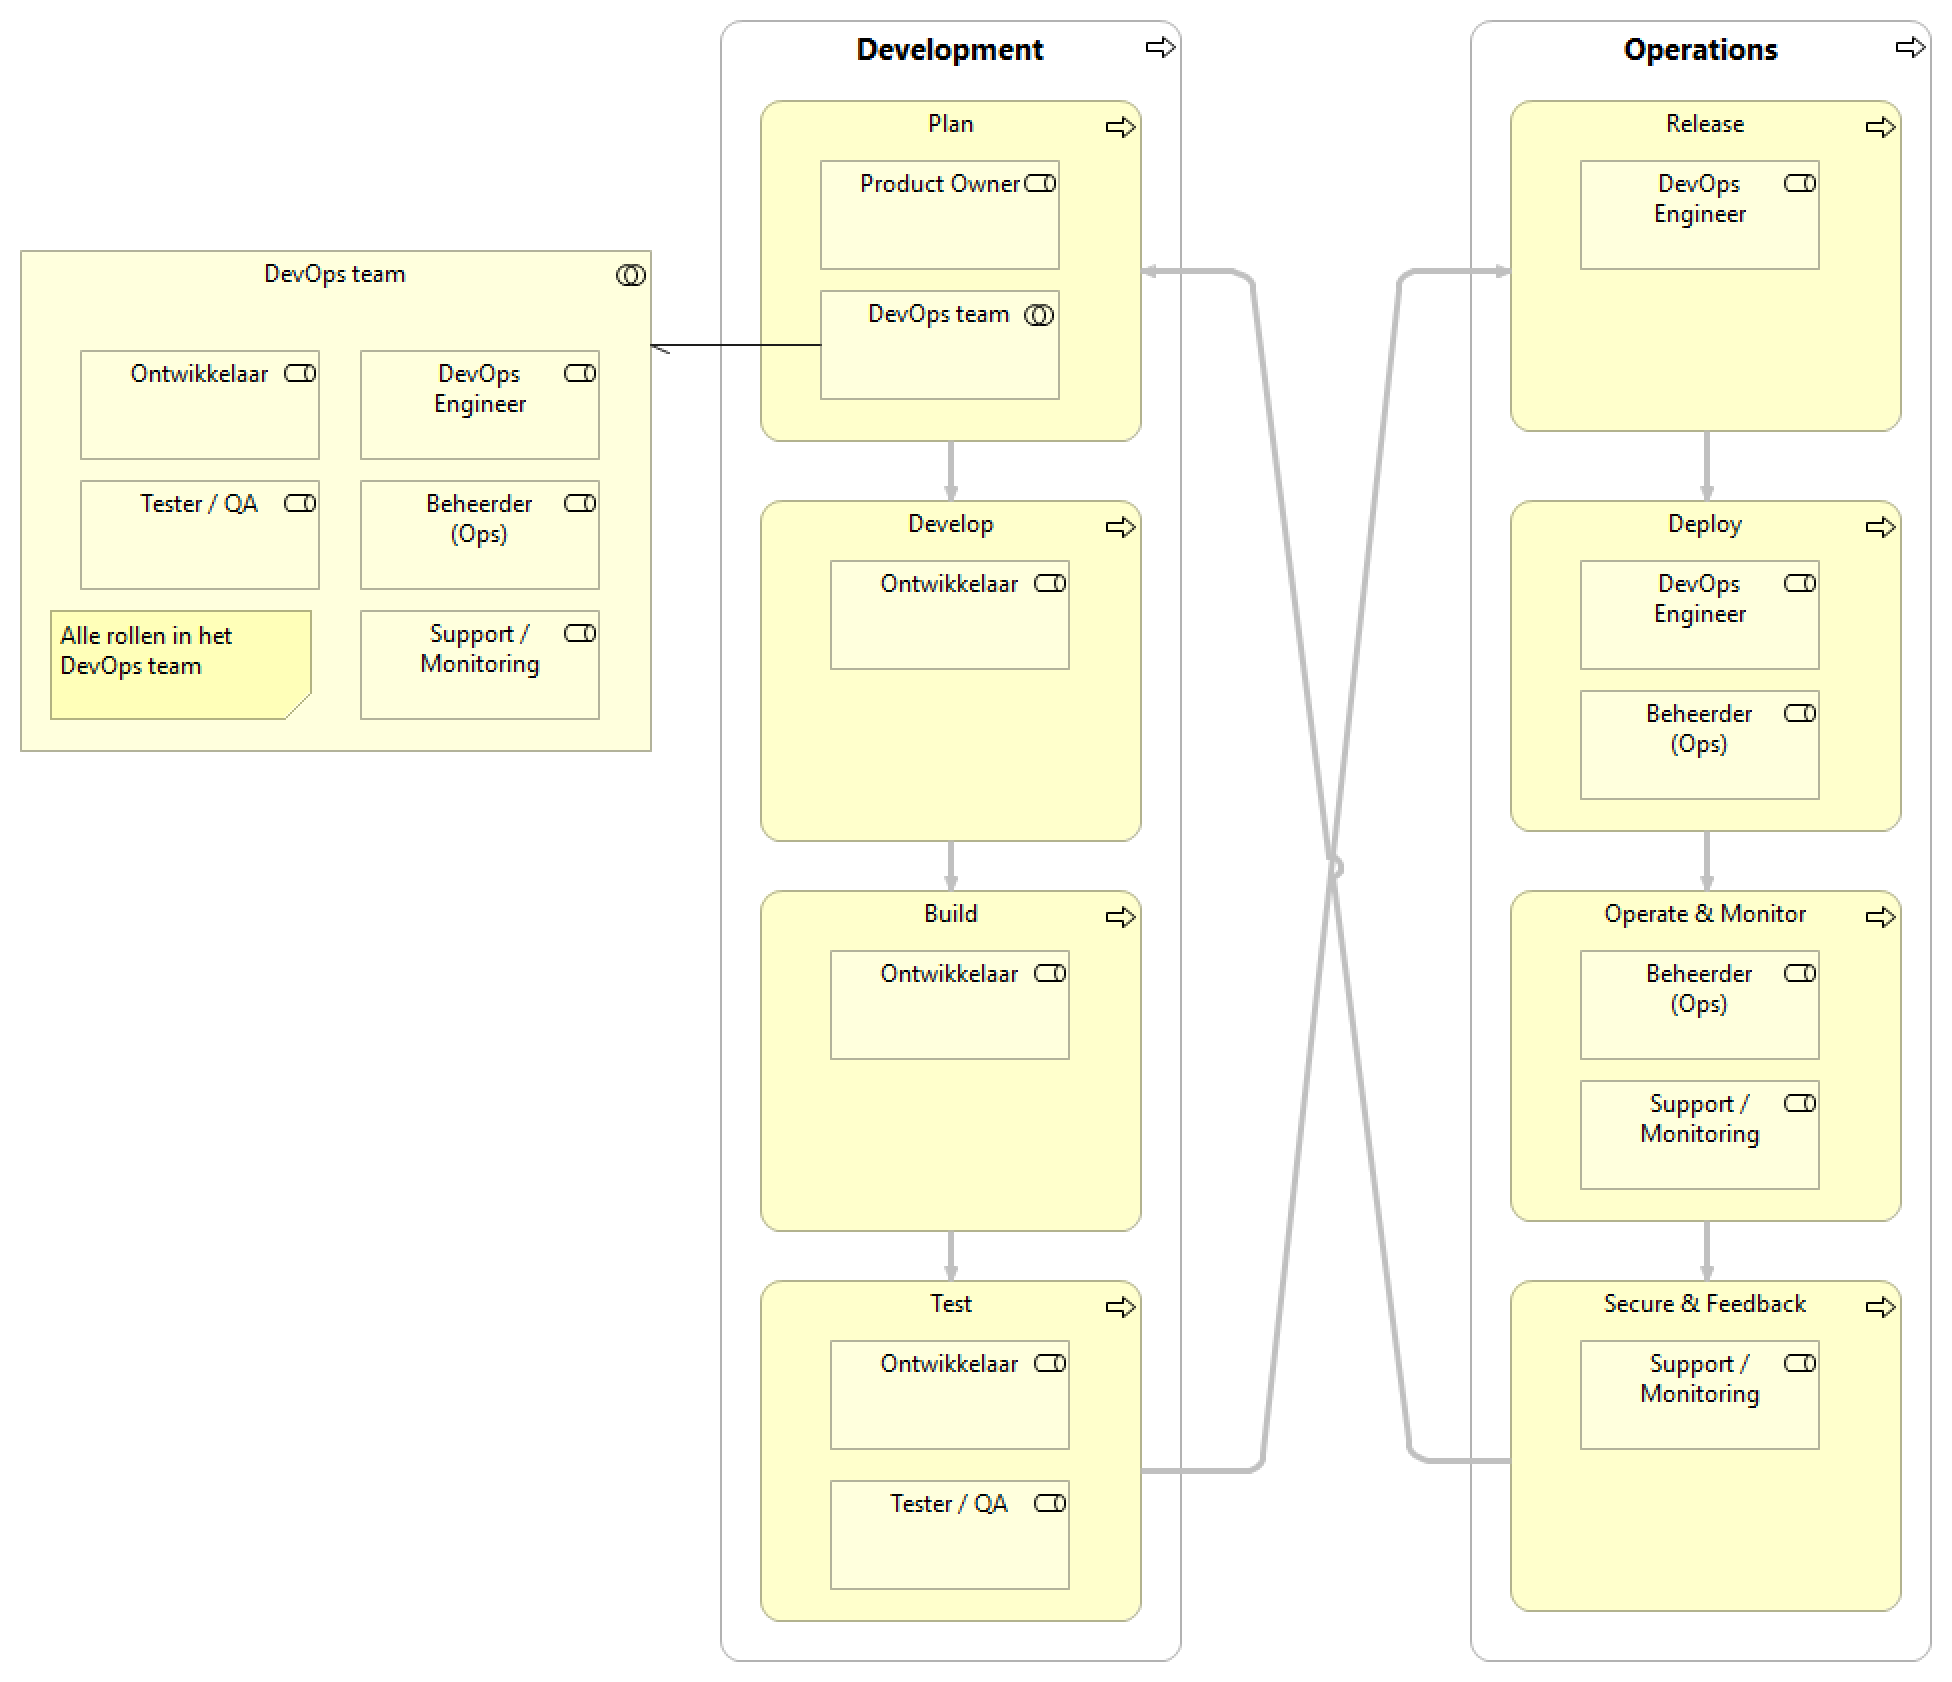 DevOps team
Ontwikkelaar
DevOps
Engineer
Tester / QA
Beheerder
(Ops)
Alle rollen in het
DevOps team
Support /
Monitoring
Development
Plan
Product Owner
DevOps team
Develop
Ontwikkelaar
Build
Ontwikkelaar
Test
Ontwikkelaar
Tester / QA
Operations
Release
DevOps
Engineer
Deploy
DevOps
Engineer
Beheerder
(Ops)
Operate & Monitor
Beheerder
(Ops)
Support /
Monitoring
Secure & Feedback
Support /
Monitoring